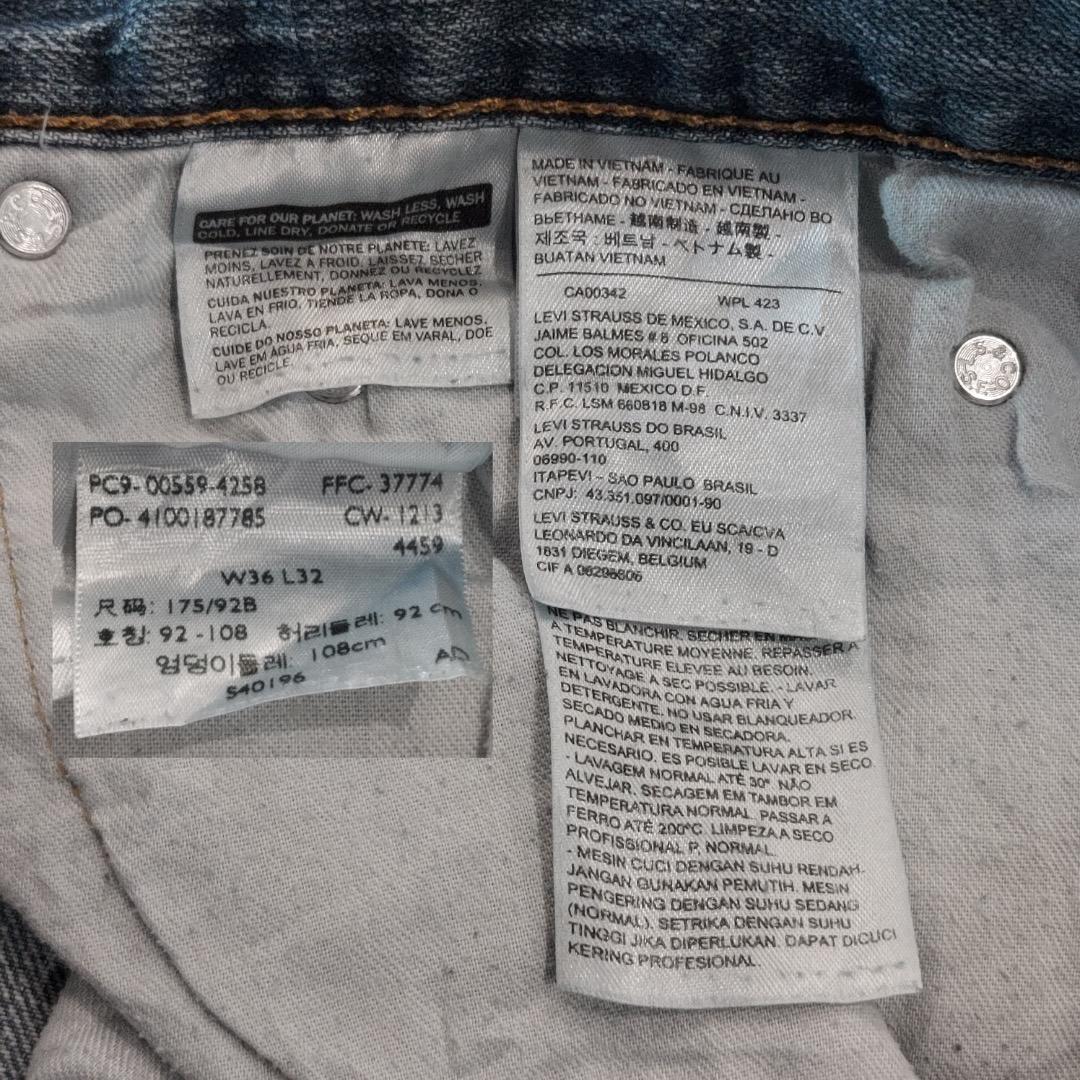 CARE FOR OUR PLANET: WASH LESS, WASH
COLD, LINE DRY, DONATE OR RECYCLE
PRENEZ SOIN DE NOTRE PLANETE: LAVEZ
MOINS, LAVEZ A FROID, LAISSEZ SECHER
NATURELLEMENT, DONNEZ OU RECYCLEZ
CUIDA NUESTRO PLANETA: LAVA MENOS.
LAVA EN FRIO, TIENDE LA ROPA, DONA O
RECICLA.
CUIDE DO NOSSO PLANETA: LAVE MENOS.
LAVE EM AGUA FRIA, SEQUE EM VARAL, DOE
OU RECICLE.
MADE IN VIETNAM - FABRIQUE AU
VIETNAM - FABRICADO EN VIETNAM -
FABRICADO NO VIETNAM - СДЕЛАНО ВО
ВЬЕТНАМЕ - 越南制造 - 越南製 -
제조국 : 베트남 - ベトナム製 -
BUATAN VIETNAM
CA00342 WPL 423
LEVI STRAUSS DE MEXICO, S.A. DE C.V.
JAIME BALMES # 8 OFICINA 502
COL. LOS MORALES POLANCO
DELEGACION MIGUEL HIDALGO
C.P. 11510 MEXICO D.F.
R.F.C. LSM 660818 M-98 C.N.I.V. 3337
LEVI STRAUSS DO BRASIL
AV. PORTUGAL, 400
06990-110
ITAPEVI - SAO PAULO BRASIL
CNPJ: 43.351.097/0001-90
LEVI STRAUSS & CO. EU SCA/CVA
LEONARDO DA VINCILAAN, 19 - D
1831 DIEGEM, BELGIUM
CIF A 08298606
PC9- 00559-4258 FFC- 37774
PO- 4100187785 CW- 1213
4459
W36 L32
尺码: 175/92B
호칭: 92 -108 허리둘레: 92 cm
엉덩이둘레: 108cm AD
S40196
NE PAS BLANCHIR. SECHER EN
A TEMPERATURE MOYENNE. REPASSER A
TEMPERATURE ELEVEE AU BESOIN.
NETTOYAGE A SEC POSSIBLE. - LAVAR
EN LAVADORA CON AGUA FRIA Y
DETERGENTE. NO USAR BLANQUEADOR.
SECADO MEDIO EN SECADORA.
PLANCHAR EN TEMPERATURA ALTA SI ES
NECESARIO. ES POSIBLE LAVAR EN SECO.
- LAVAGEM NORMAL ATÉ 30° NÃO
ALVEJAR. SECAGEM EM TAMBOR EM
TEMPERATURA NORMAL. PASSAR A
FERRO ATÉ 200°C. LIMPEZA A SECO
PROFISSIONAL P, NORMAL.
- MESIN CUCI DENGAN SUHU RENDAH.
JANGAN GUNAKAN PEMUTIH. MESIN
PENGERING DENGAN SUHU SEDANG
(NORMAL). SETRIKA DENGAN SUHU
TINGGI JIKA DIPERLUKAN. DAPAT DICUCI
KERING PROFESIONAL.